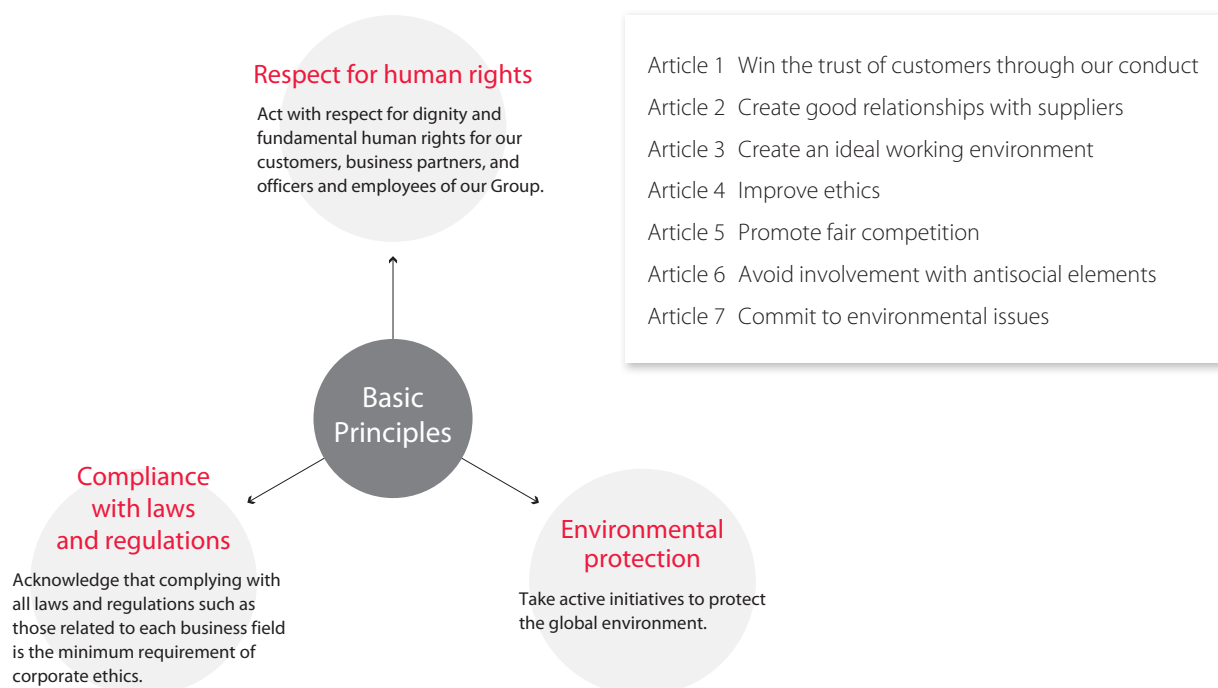 Respect for human rights
Act with respect for dignity and
fundamental human rights for our
customers, business partners, and
officers and employees of our Group.
Basic
Principles
Compliance
with laws
and regulations
Acknowledge that complying with
all laws and regulations such as
those related to each business field
is the minimum requirement of
corporate ethics.
Environmental
protection
Take active initiatives to protect
the global environment.
Article 1 Win the trust of customers through our conduct
Article 2 Create good relationships with suppliers
Article 3 Create an ideal working environment
Article 4 Improve ethics
Article 5 Promote fair competition
Article 6 Avoid involvement with antisocial elements
Article 7 Commit to environmental issues